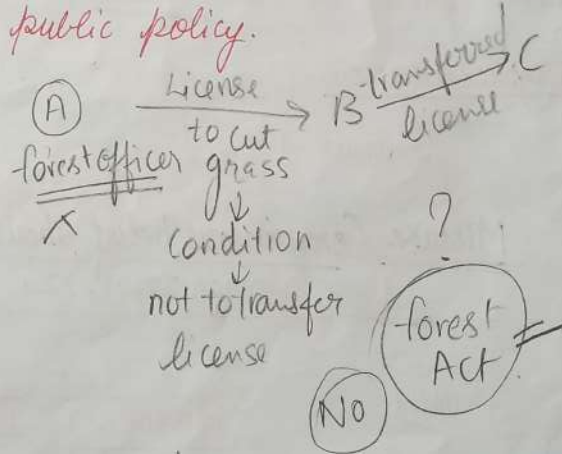 public policy.
A
forest officer
X
License
to cut
grass
↓
Condition
↓
not to transfer
license
B
transferred
license
C
?
forest
Act
NO